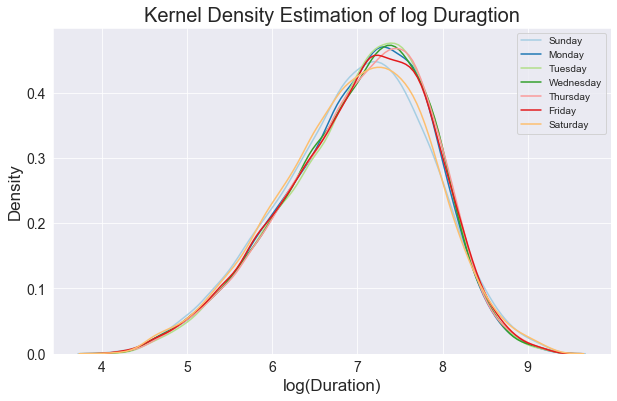 Kernel Density Estimation of log Duragtion
Sunday
Monday
Tuesday
Wednesday
Thursday
Friday
Saturday
Density
0.4
0.3
0.2
0.1
0.0
4 5 6 7 8 9
log(Duration)